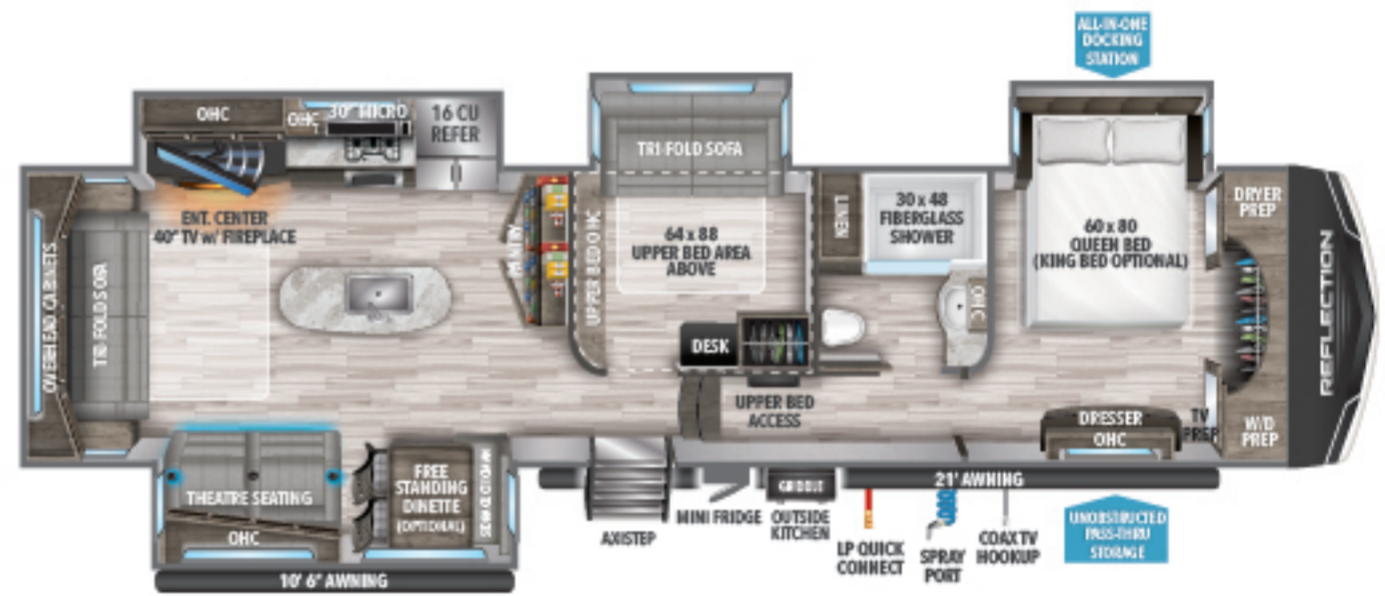 ALL-IN-ONE
DOCKING
STATION
OHC
OHC
30" MICRO
16 CU
REFER
TRI-FOLD SOFA
ENT. CENTER
40" TV w/ FIREPLACE
OVERHEAD CABINETS
TRI-FOLD SOFA
UPPER BED OHC
64 x 88
UPPER BED AREA
ABOVE
LINEN
30 x 48
FIBERGLASS
SHOWER
OHC
60 x 80
QUEEN BED
(KING BED OPTIONAL)
DRYER
PREP
REFLECTION
DESK
UPPER BED
ACCESS
DRESSER
OHC
TV
PREP
W/D
PREP
THEATRE SEATING
OHC
FREE
STANDING
DINETTE
(OPTIONAL)
10' 6" AWNING
AXISTEP
MINI FRIDGE
GRIDDLE
OUTSIDE
KITCHEN
21' AWNING
LP QUICK
CONNECT
SPRAY
PORT
COAX TV
HOOKUP
UNOBSTRUCTED
PASS-THRU
STORAGE